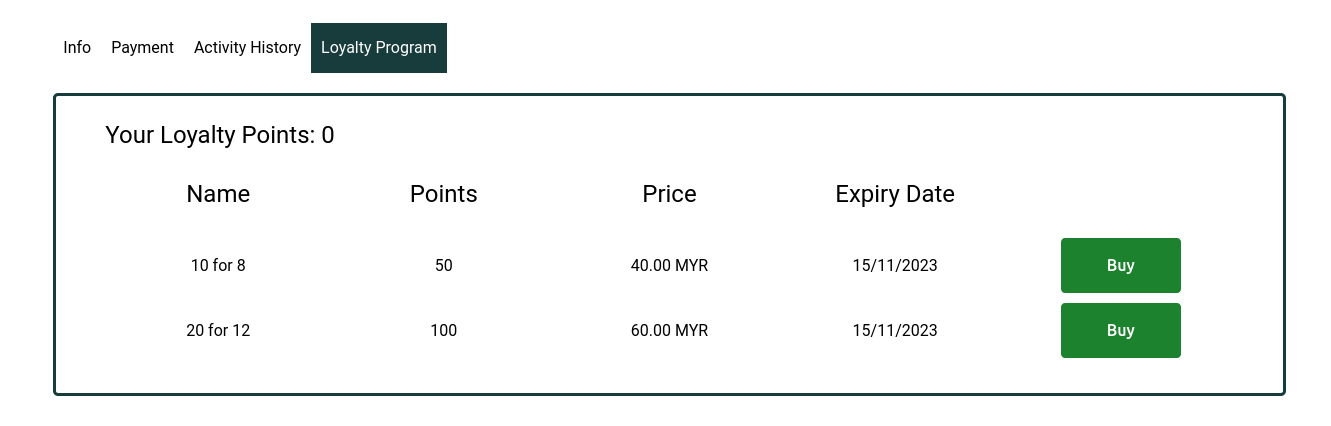 Info Payment Activity History Loyalty Program
Your Loyalty Points: 0
Name Points Price Expiry Date
10 for 8 50 40.00 MYR 15/11/2023 Buy
20 for 12 100 60.00 MYR 15/11/2023 Buy